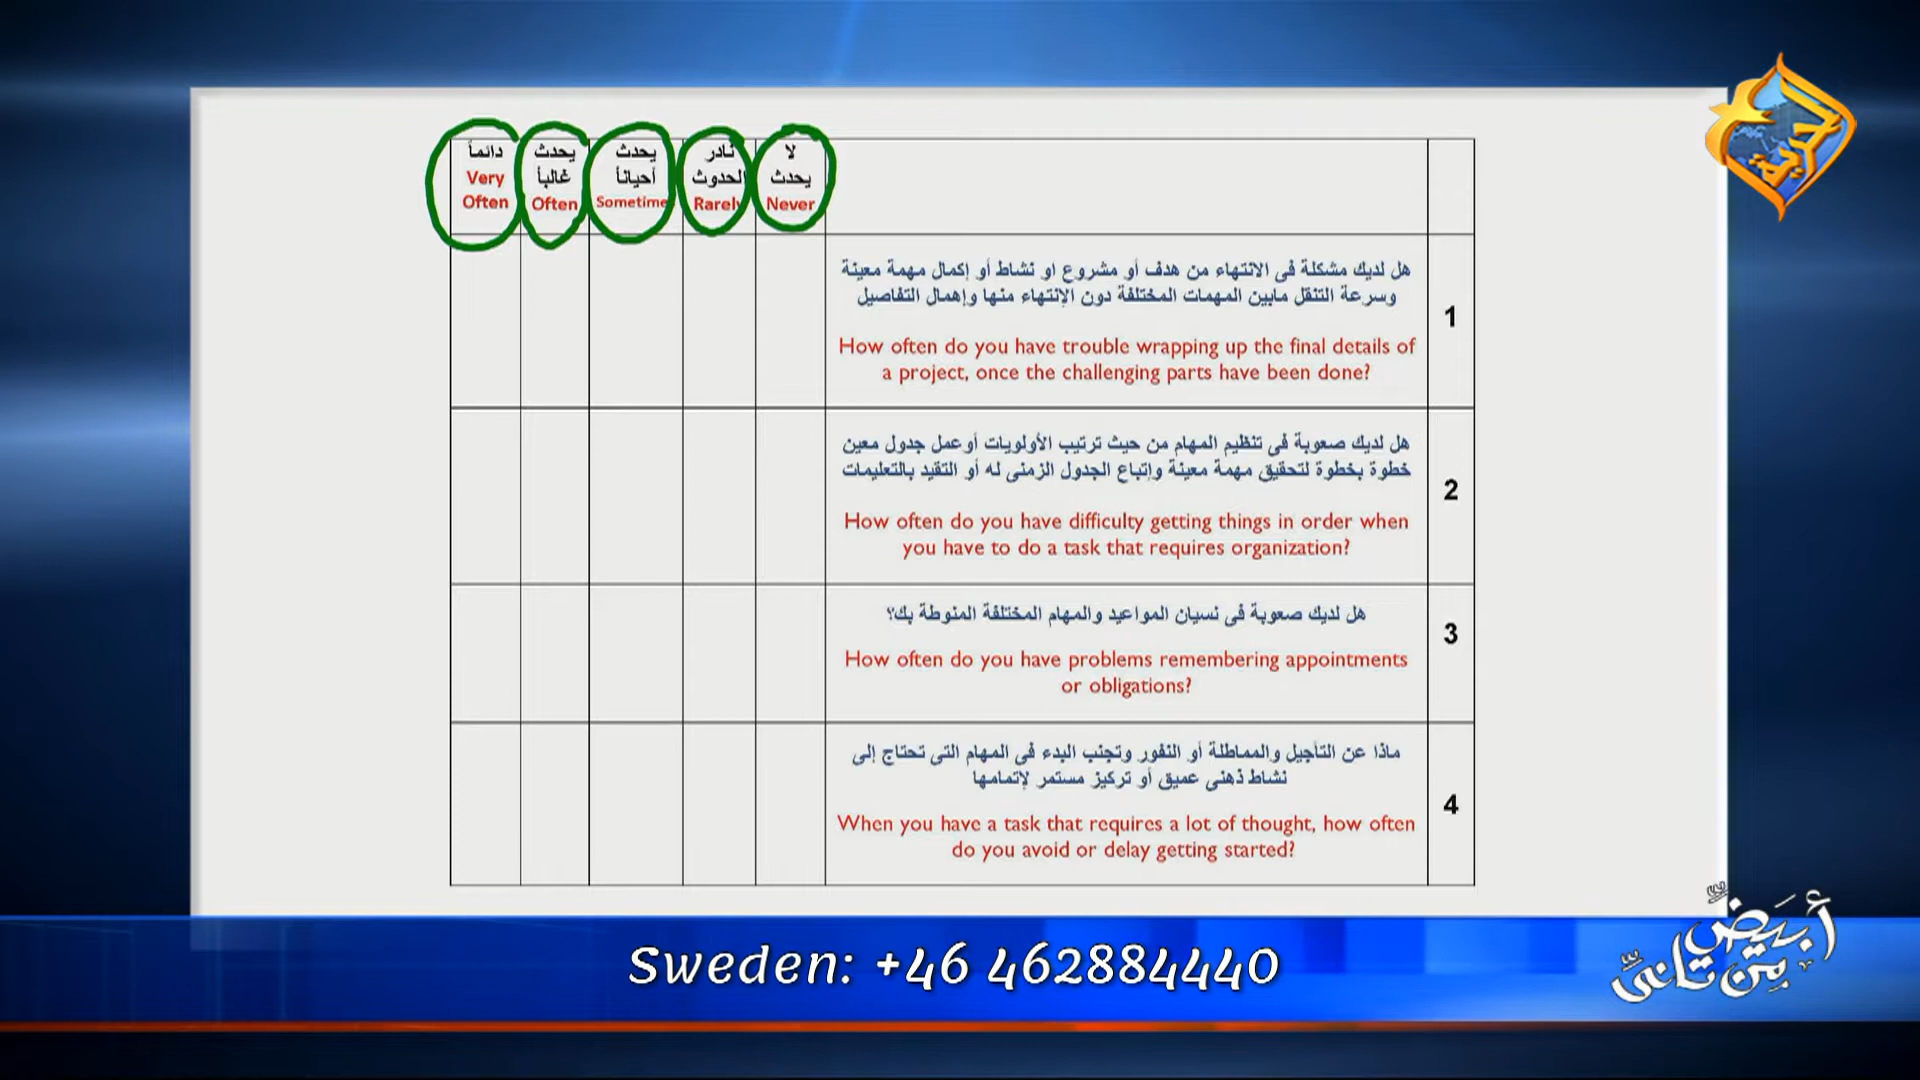 لا
يحدث
Never
نادر
الحدوث
Rarely
يحدث
أحياناً
Sometime
يحدث
غالباً
Often
دائماً
Very
Often
1
هل لديك مشكلة فى الانتهاء من هدف أو مشروع او نشاط أو إكمال مهمة معينة
وسرعة التنقل مابين المهمات المختلفة دون الإنتهاء منها وإهمال التفاصيل
How often do you have trouble wrapping up the final details of
a project, once the challenging parts have been done?
2
هل لديك صعوبة فى تنظيم المهام من حيث ترتيب الأولويات أوعمل جدول معين
خطوة بخطوة لتحقيق مهمة معينة وإتباع الجدول الزمنى له أو التقيد بالتعليمات
How often do you have difficulty getting things in order when
you have to do a task that requires organization?
3
هل لديك صعوبة فى نسيان المواعيد والمهام المختلفة المنوطة بك؟
How often do you have problems remembering appointments
or obligations?
4
ماذا عن التأجيل والمماطلة أو النفور وتجنب البدء فى المهام التى تحتاج إلى
نشاط ذهنى عميق أو تركيز مستمر لإتمامها
When you have a task that requires a lot of thought, how often
do you avoid or delay getting started?
Sweden: +46 462884440
أبيَضّ
مِن تانىّ
الحرية